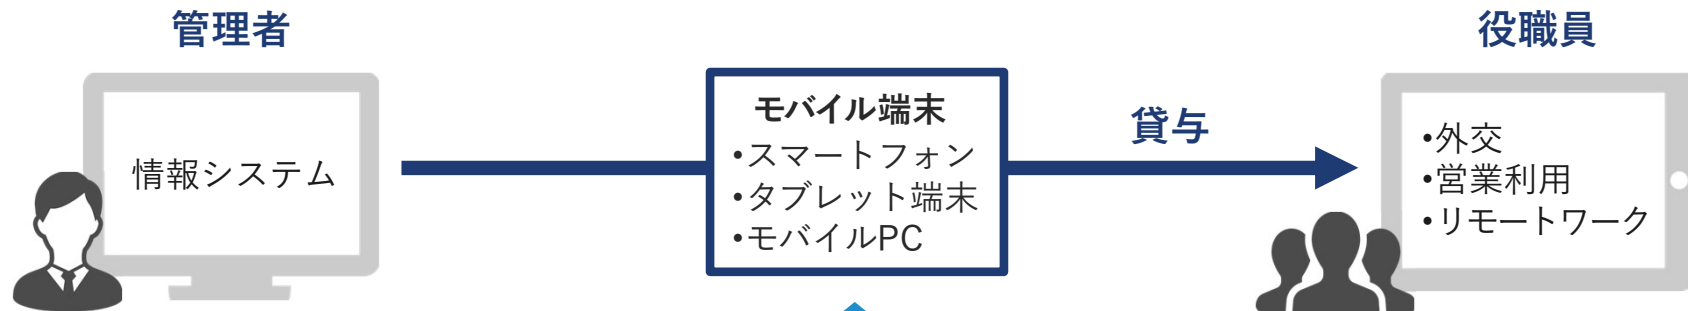 管理者
情報システム
モバイル端末
•スマートフォン
•タブレット端末
•モバイルPC
貸与
役職員
•外交
•営業利用
•リモートワーク